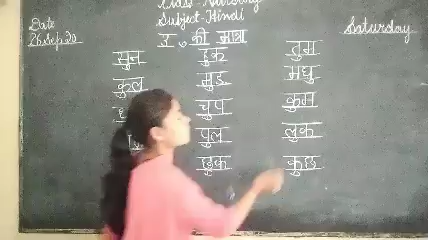 Class-Nursery
Date
Subject-Hindi
Saturday
26 Sep 20
उ ु की मात्रा
सुन
कुल
रुक
मुड़
चुप
पुल
छुक
तुम
मधु
कुम
लुक
कुछ